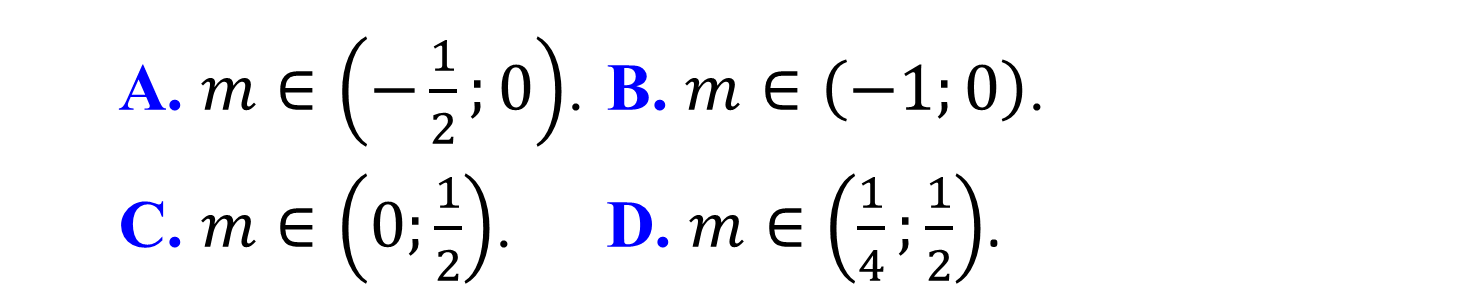 A. m ∈ (−1/2; 0). B. m ∈ (−1; 0).
C. m ∈ (0; 1/2). D. m ∈ (1/4; 1/2).